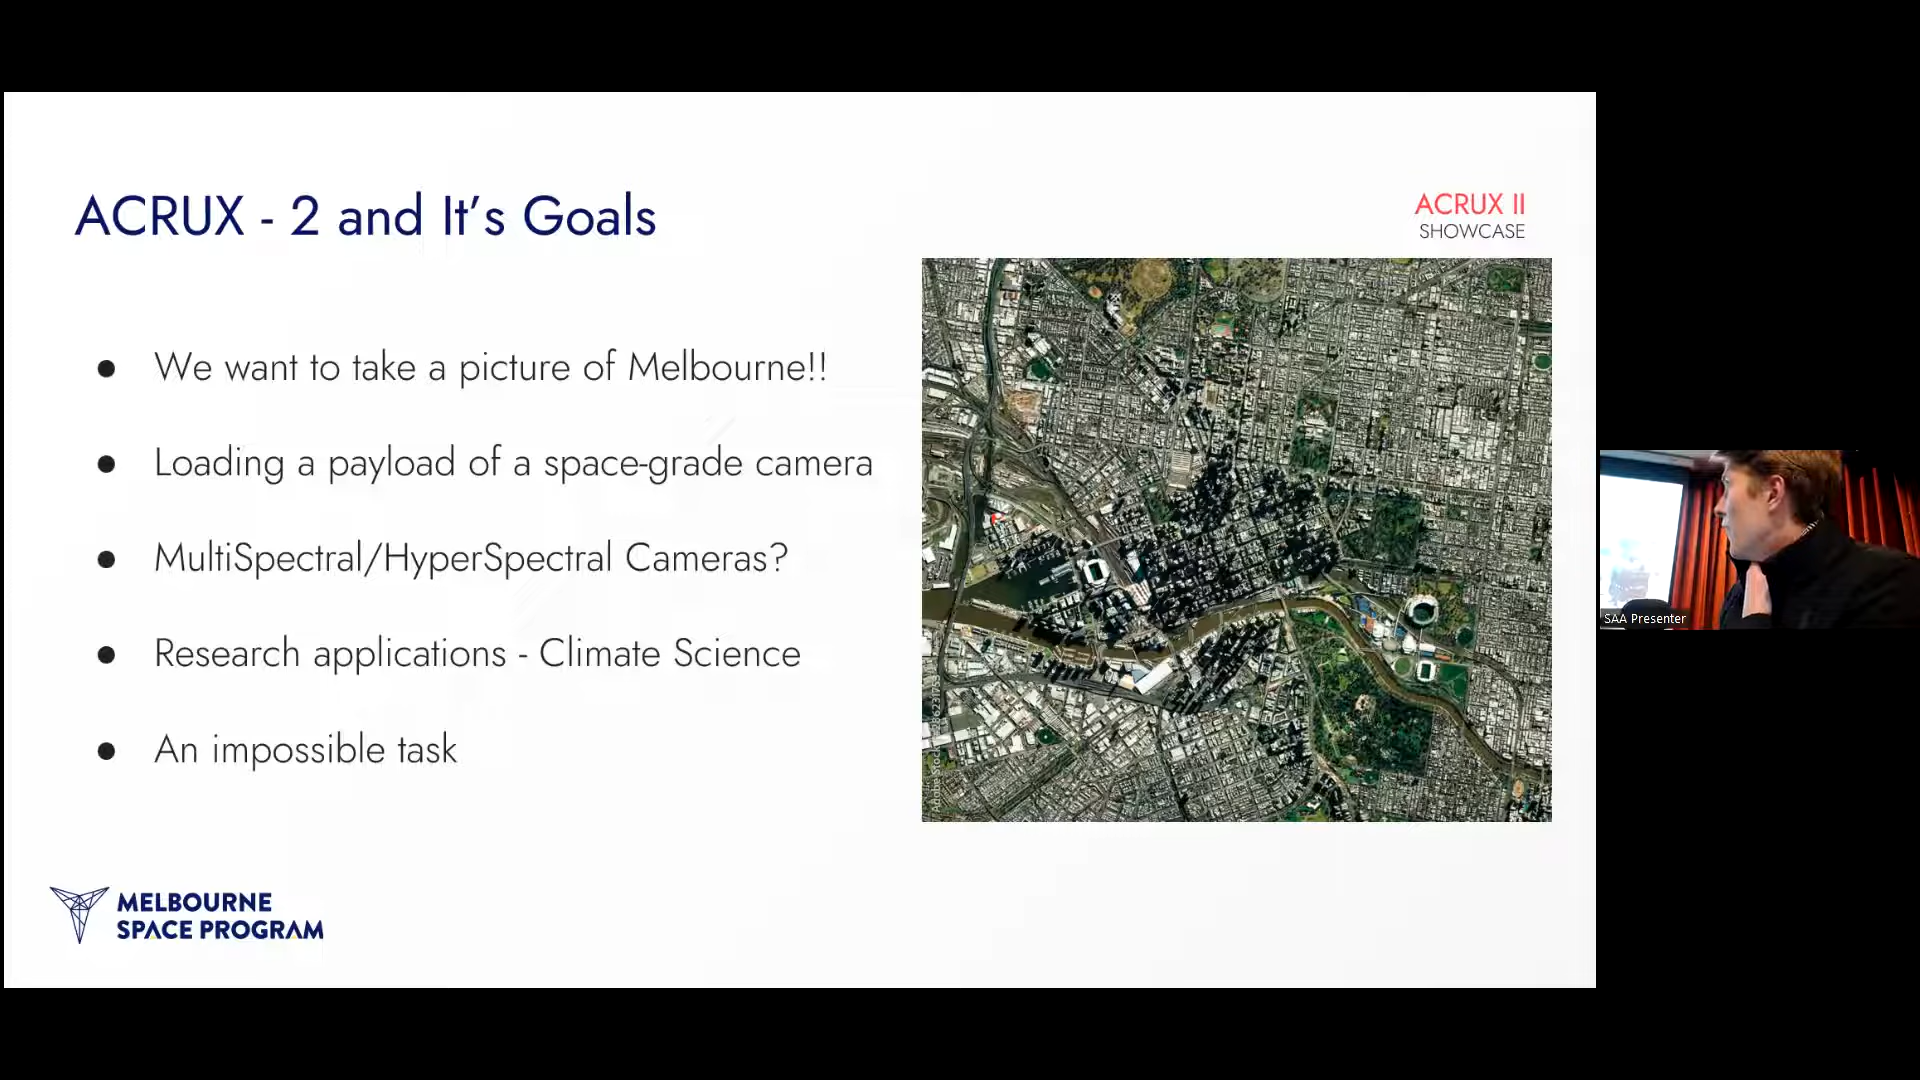 ACRUX - 2 and It's Goals
ACRUX II
SHOWCASE
● We want to take a picture of Melbourne!!
● Loading a payload of a space-grade camera
● MultiSpectral/HyperSpectral Cameras?
● Research applications - Climate Science
● An impossible task
MELBOURNE
SPACE PROGRAM
SAA Presenter